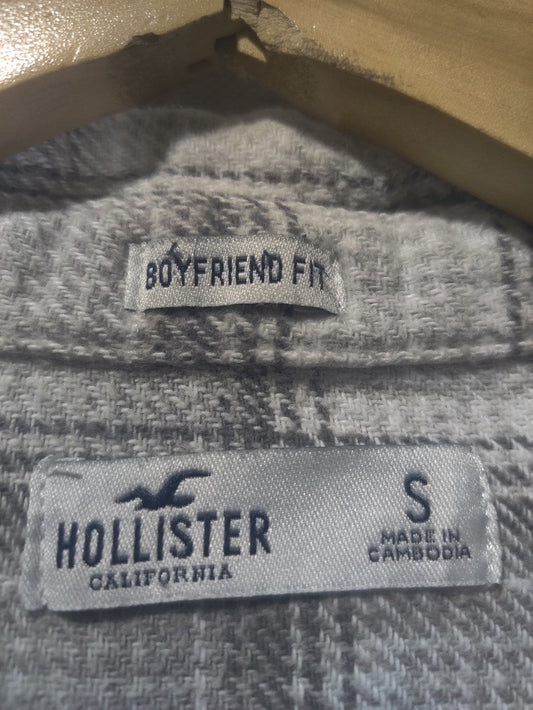 BOYFRIEND FIT
HOLLISTER
CALIFORNIA
S
MADE IN
CAMBODIA